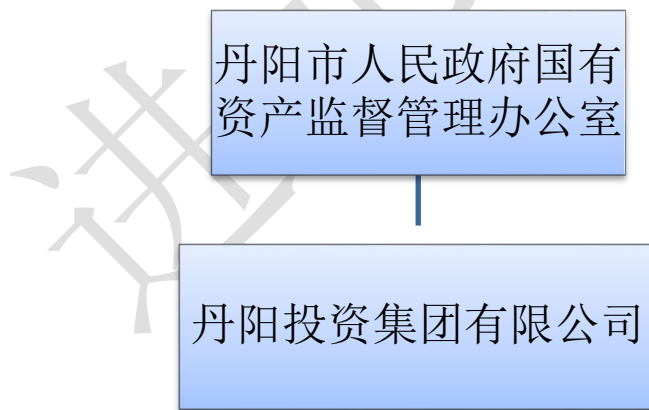 丹阳市人民政府国有
资产监督管理办公室
丹阳投资集团有限公司